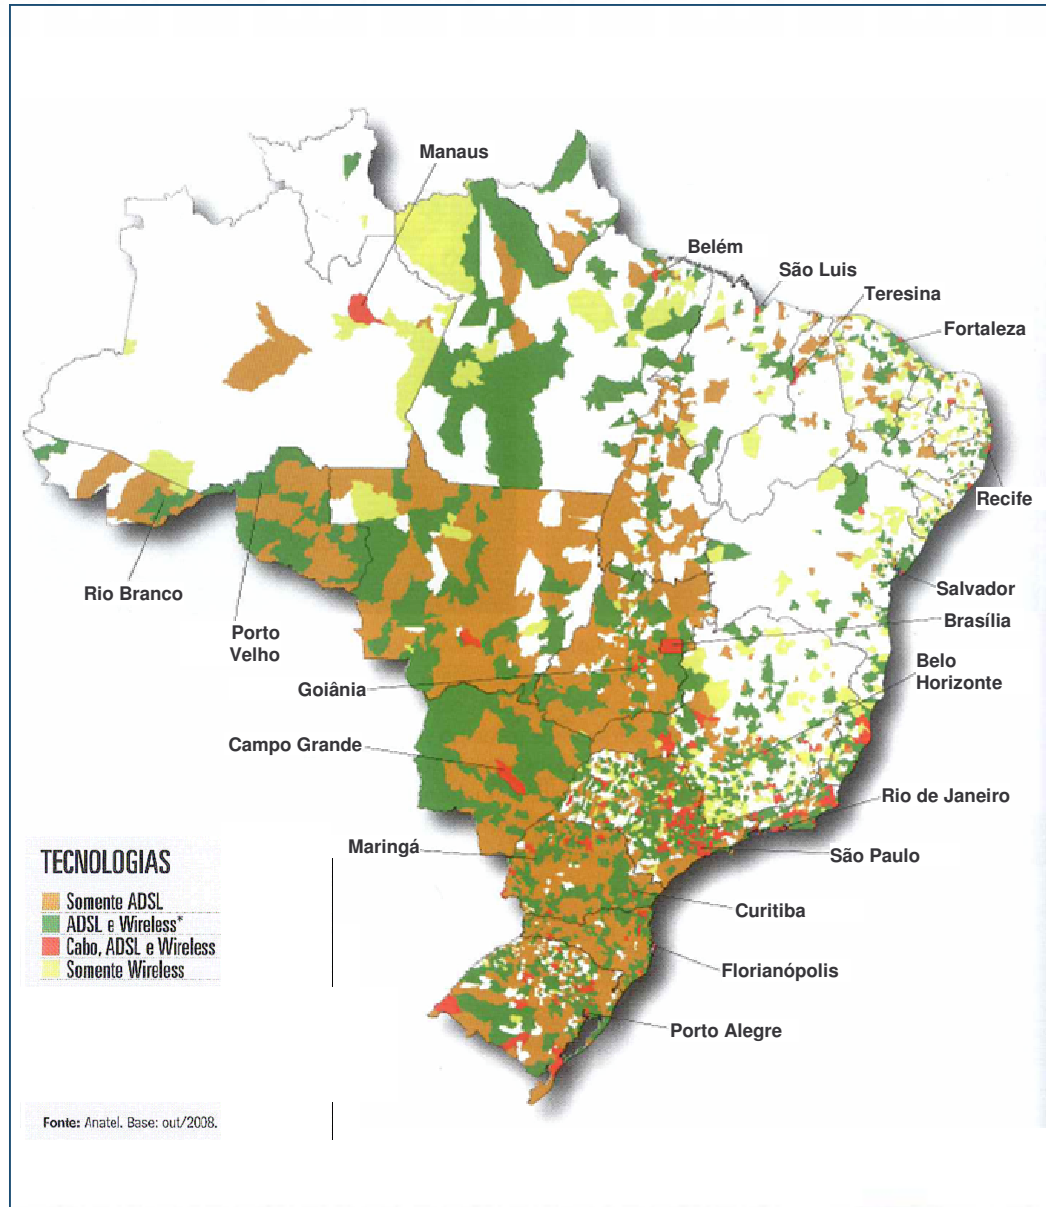 Manaus
Belém
São Luis
Teresina
Fortaleza
Recife
Rio Branco
Salvador
Brasília
Porto
Velho
Belo
Horizonte
Goiânia
Campo Grande
Rio de Janeiro
Maringá
São Paulo
TECNOLOGIAS
Somente ADSL
ADSL e Wireless*
Cabo, ADSL e Wireless
Somente Wireless
Curitiba
Florianópolis
Porto Alegre
Fonte: Anatel. Base: out/2008.